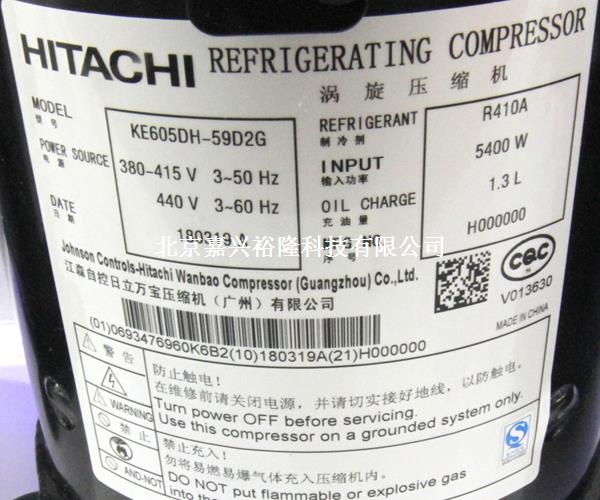 HITACHI REFRIGERATING COMPRESSOR
涡旋压缩机
MODEL KE605DH-59D2G
型号
POWER SOURCE 380-415 V 3~50 Hz
电源 440 V 3~60 Hz
DATE 180319 A
日期
REFRIGERANT R410A
制冷剂
INPUT 5400 W
输入功率
OIL CHARGE 1.3 L
充油量
H000000
序号
北京嘉兴裕隆科技有限公司
Johnson Controls-Hitachi Wanbao Compressor (Guangzhou) Co.,Ltd.
江森自控日立万宝压缩机（广州）有限公司
(01)0693476960K6B2(10)180319A(21)H000000
CQC
V013630
MADE IN CHINA
警告
WARNING
防止触电！
在维修前请关闭电源，并请切实接好地线，以防触电。
Turn power OFF before servicing.
Use this compressor on a grounded system only.
禁止
AND-NOT
禁止充入！
勿将易燃易爆气体充入压缩机内。
DO NOT put flammable or explosive gas
into the